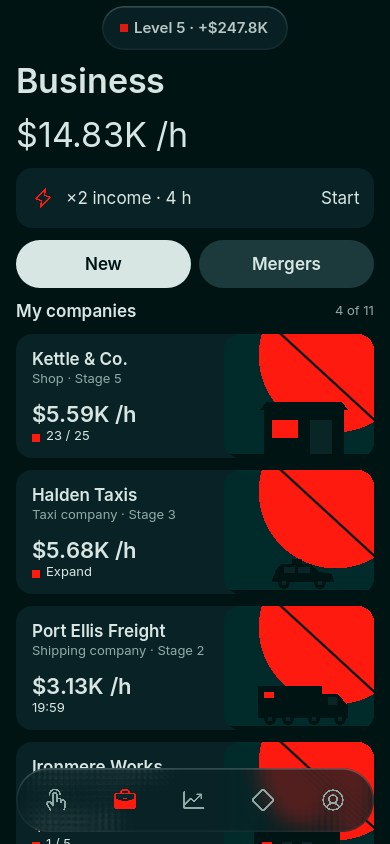 Level 5 · +$247.8K
Business
$14.83K /h
×2 income · 4 h
Start
New
Mergers
My companies
4 of 11
Kettle & Co.
Shop · Stage 5
$5.59K /h
23 / 25
Halden Taxis
Taxi company · Stage 3
$5.68K /h
Expand
Port Ellis Freight
Shipping company · Stage 2
$3.13K /h
19:59
Ironmere Works
1 / 5